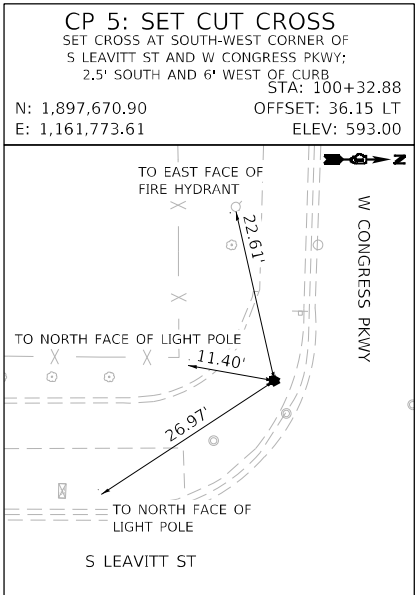 CP 5: SET CUT CROSS
SET CROSS AT SOUTH-WEST CORNER OF
S LEAVITT ST AND W CONGRESS PKWY;
2.5' SOUTH AND 6' WEST OF CURB
STA: 100+32.88
N: 1,897,670.90 OFFSET: 36.15 LT
E: 1,161,773.61 ELEV: 593.00
N
TO EAST FACE OF
FIRE HYDRANT
22.61'
W CONGRESS PKWY
TO NORTH FACE OF LIGHT POLE
11.40'
26.97'
TO NORTH FACE OF
LIGHT POLE
S LEAVITT ST